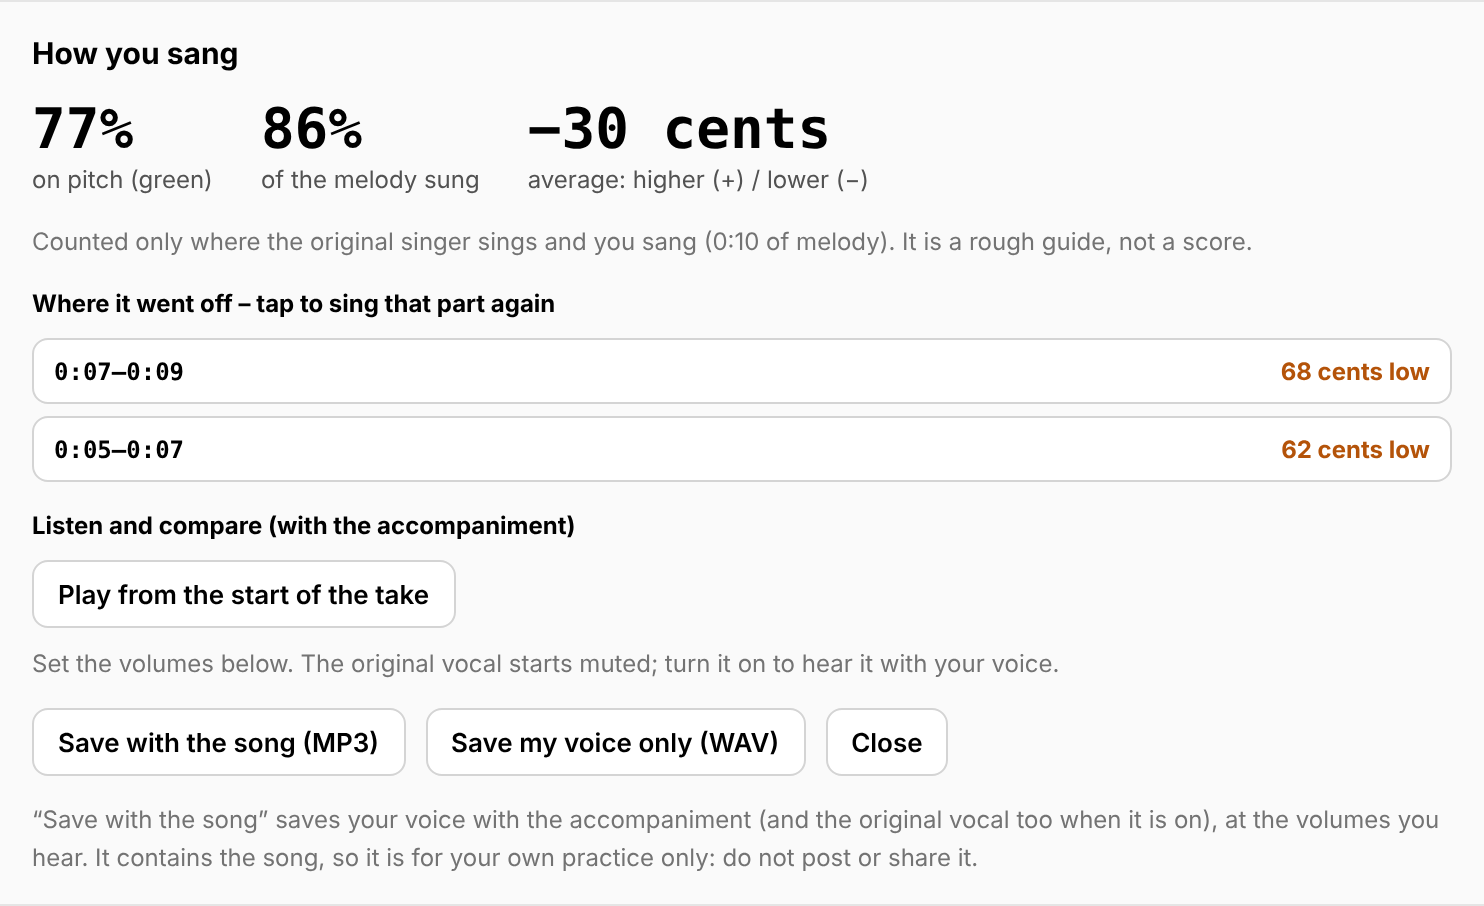 How you sang
77% 86% −30 cents
on pitch (green) of the melody sung average: higher (+) / lower (−)
Counted only where the original singer sings and you sang (0:10 of melody). It is a rough guide, not a score.
Where it went off – tap to sing that part again
0:07–0:09 68 cents low
0:05–0:07 62 cents low
Listen and compare (with the accompaniment)
Play from the start of the take
Set the volumes below. The original vocal starts muted; turn it on to hear it with your voice.
Save with the song (MP3) Save my voice only (WAV) Close
“Save with the song” saves your voice with the accompaniment (and the original vocal too when it is on), at the volumes you
hear. It contains the song, so it is for your own practice only: do not post or share it.